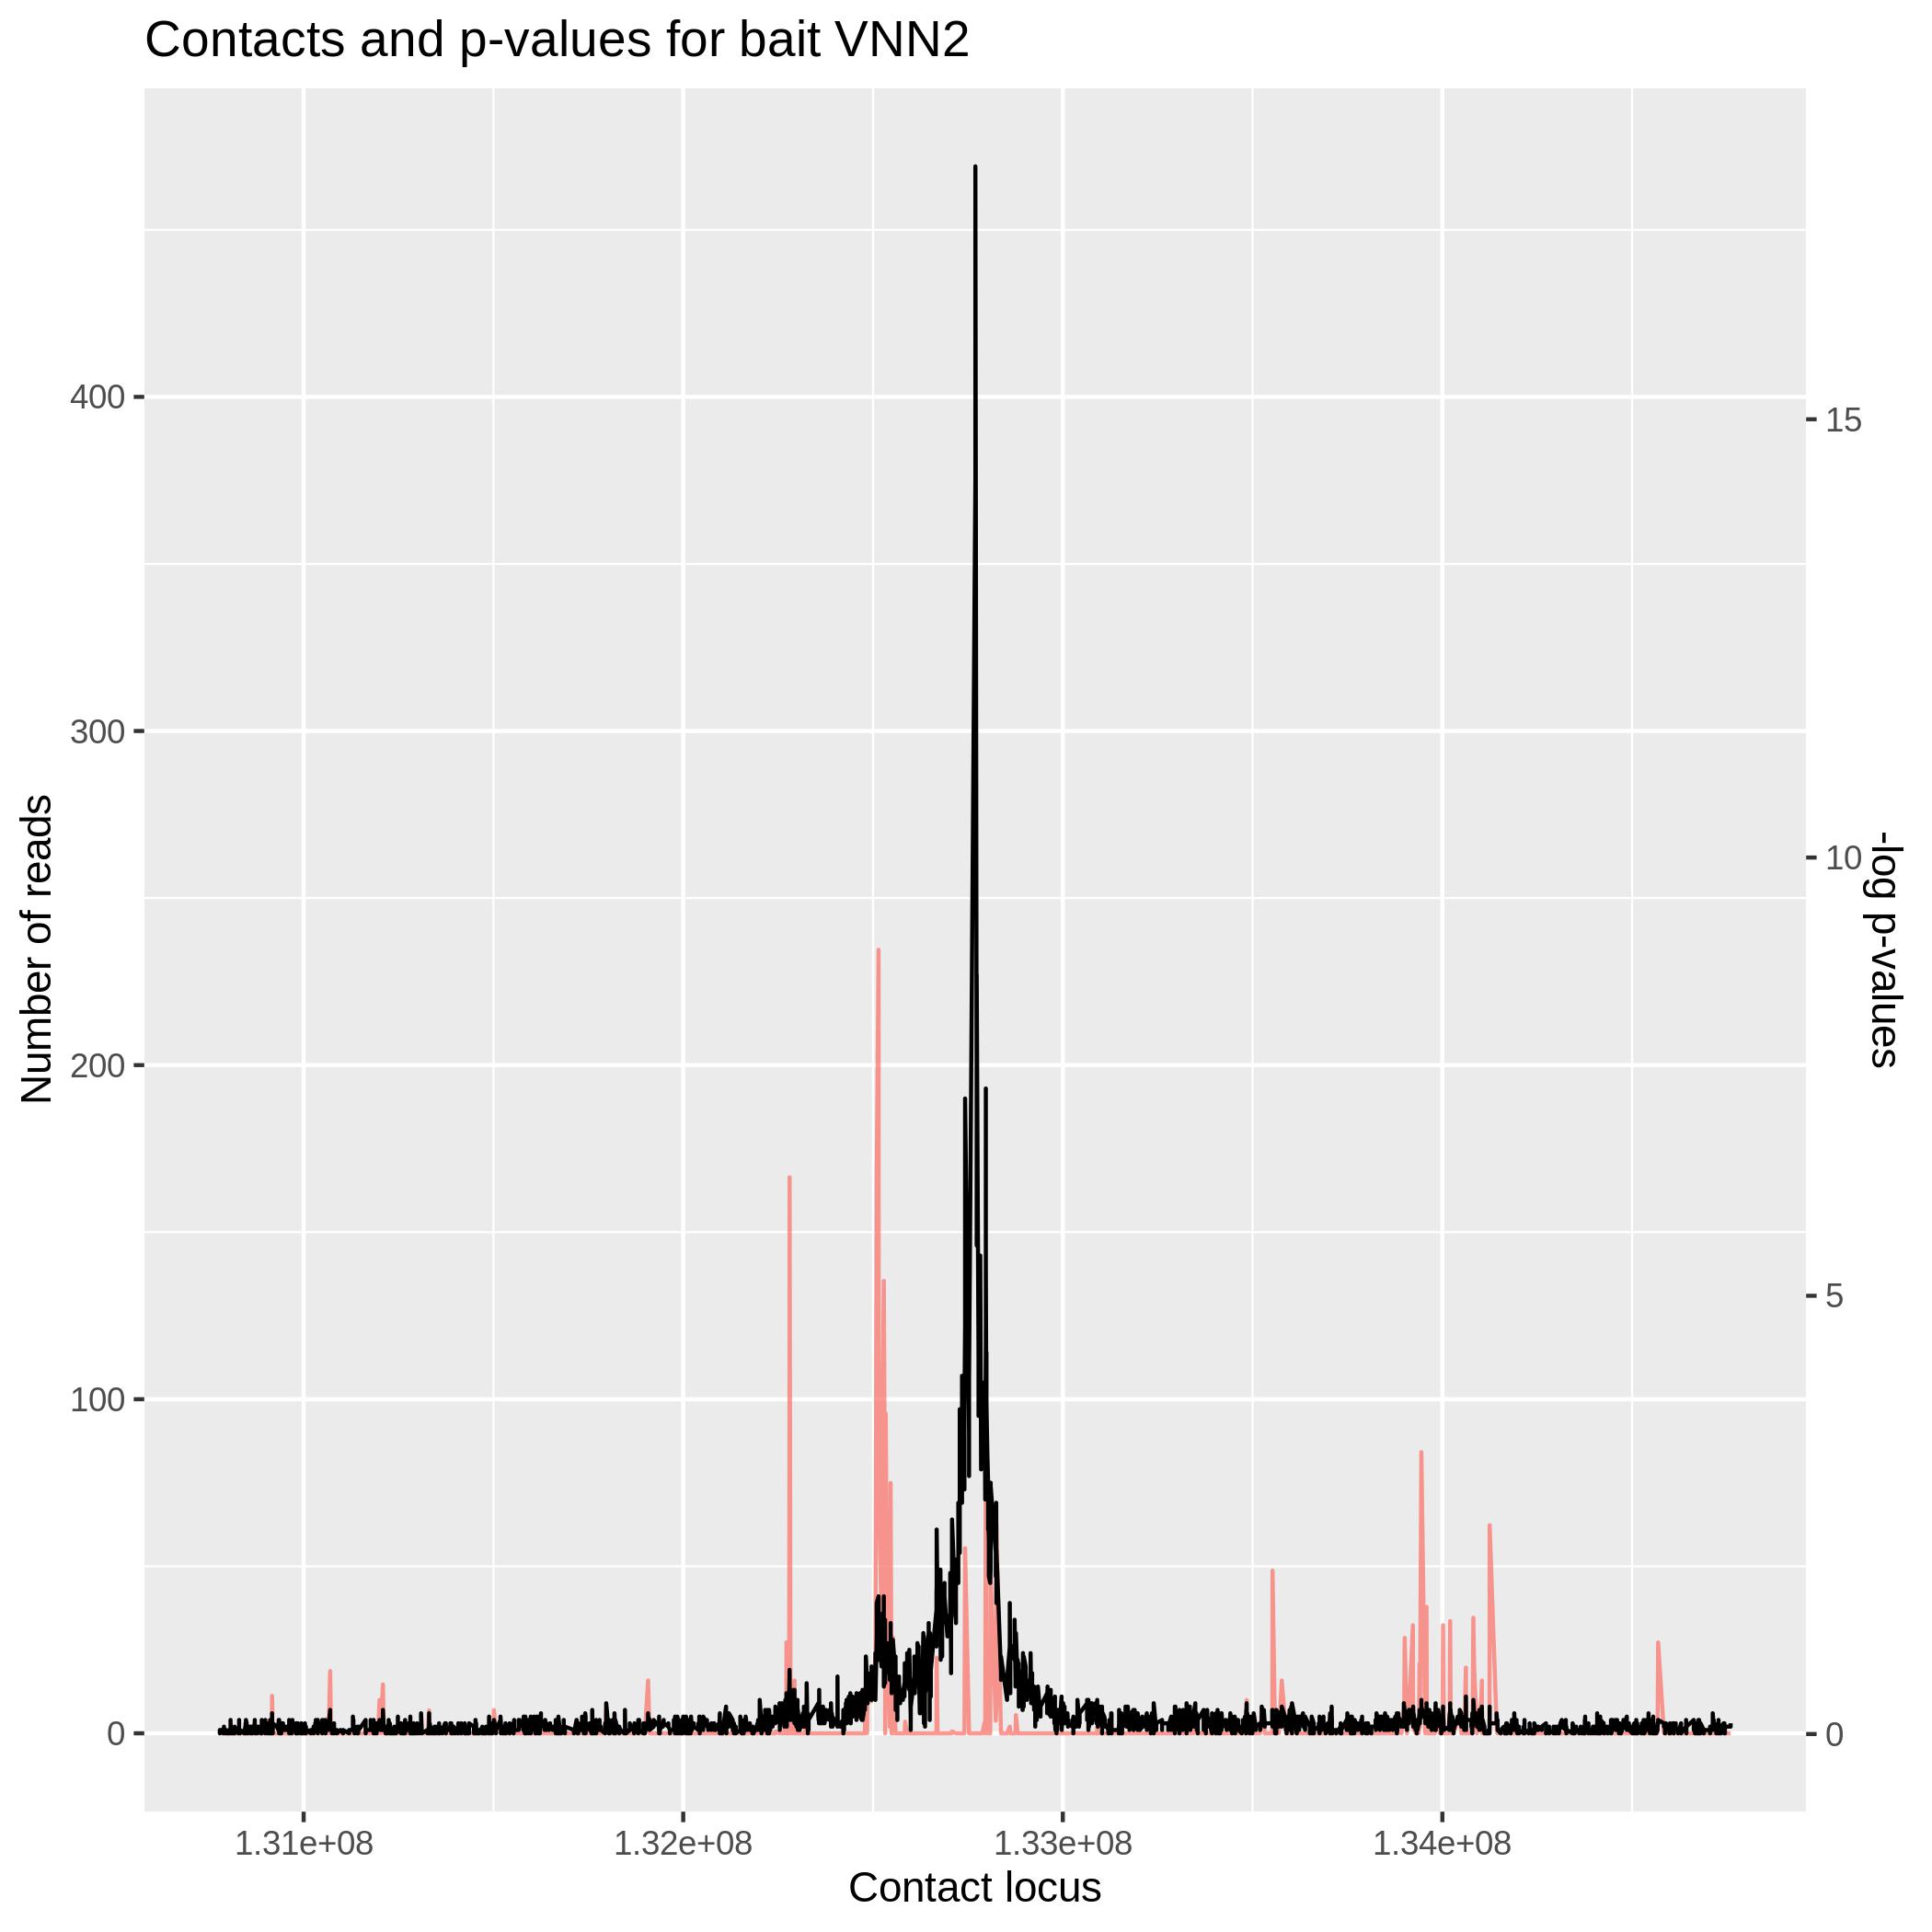 Contacts and p-values for bait VNN2
400
300
200
100
0
Number of reads
15
10
5
0
-log p-values
1.31e+08
1.32e+08
1.33e+08
1.34e+08
Contact locus